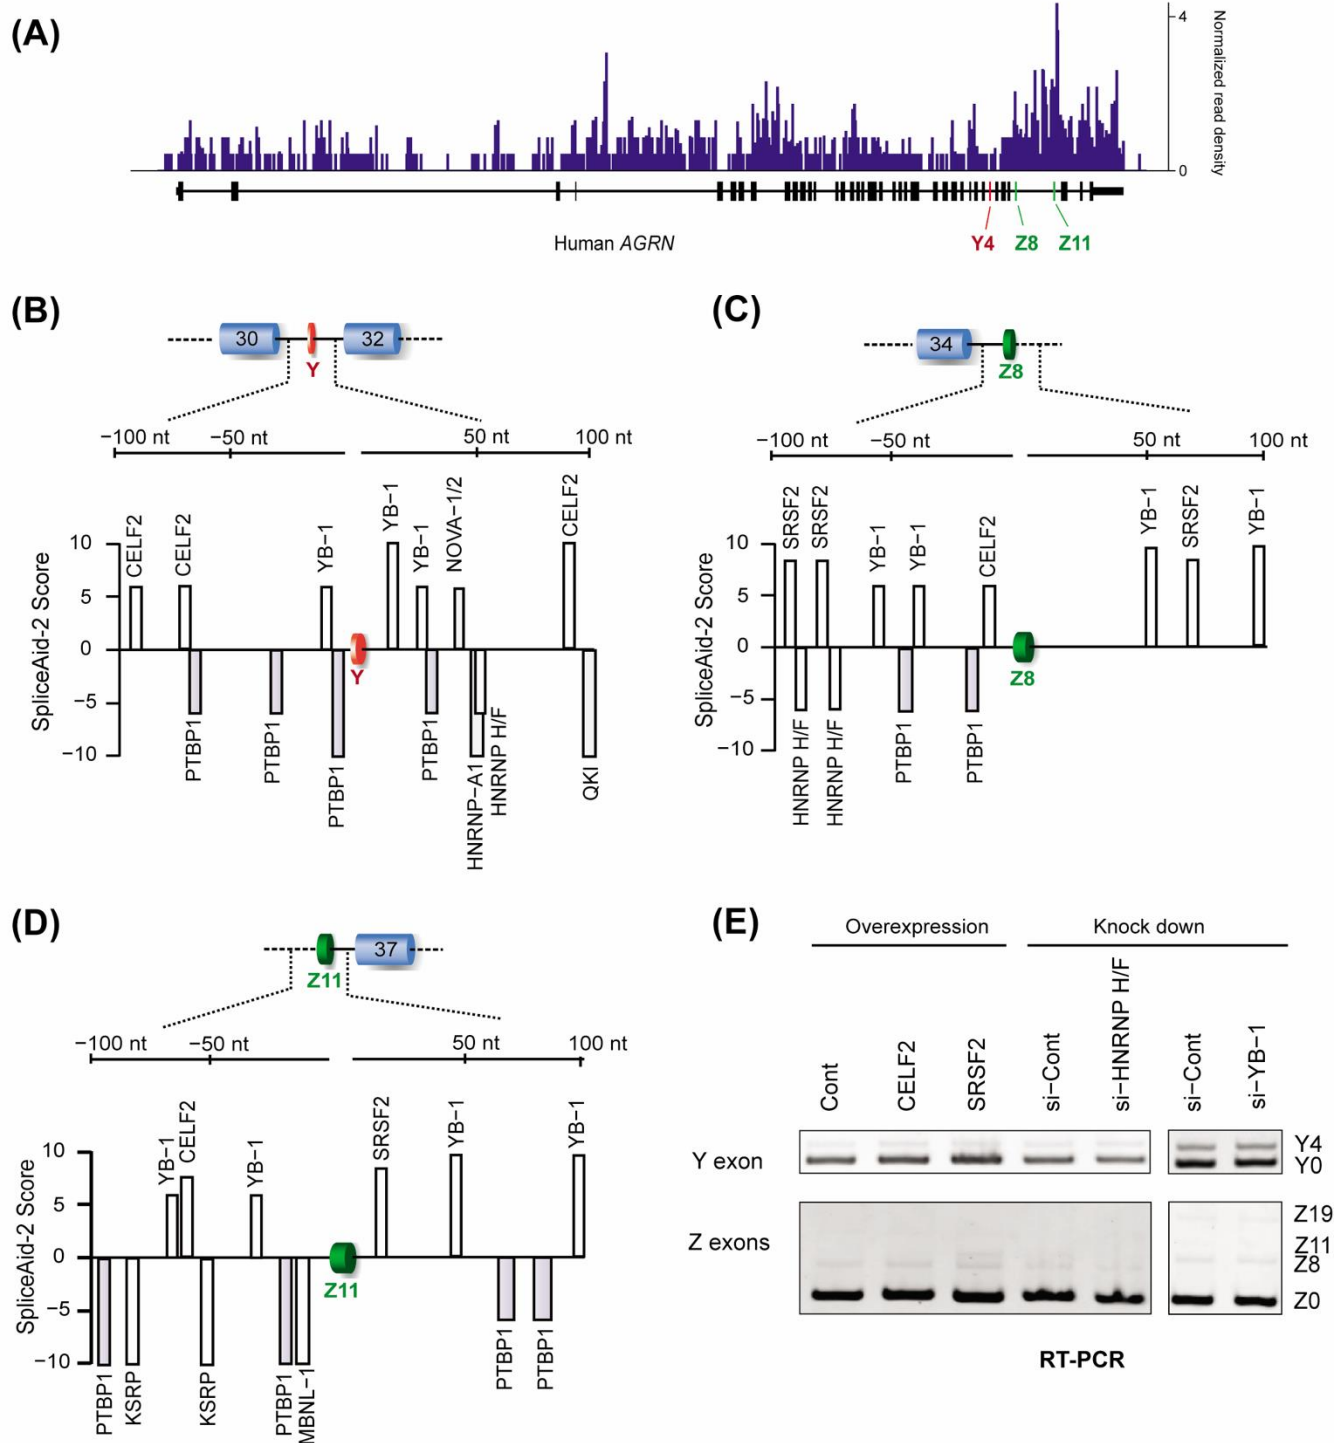 (A)
4
Normalized read density
0
Human AGRN
Y4
Z8
Z11
(B)
30
32
Y
−100 nt
−50 nt
50 nt
100 nt
SpliceAid-2 Score
10
5
0
−5
−10
CELF2
CELF2
YB−1
YB−1
YB−1
NOVA−1/2
CELF2
Y
PTBP1
PTBP1
PTBP1
PTBP1
HNRNP−A1
HNRNP H/F
QKI
(C)
34
Z8
−100 nt
−50 nt
50 nt
100 nt
SpliceAid-2 Score
10
5
0
−5
−10
SRSF2
SRSF2
YB−1
YB−1
CELF2
YB−1
SRSF2
YB−1
Z8
HNRNP H/F
HNRNP H/F
PTBP1
PTBP1
(D)
37
Z11
−100 nt
−50 nt
50 nt
100 nt
SpliceAid-2 Score
10
5
0
−5
−10
YB−1
CELF2
YB−1
SRSF2
YB−1
YB−1
Z11
PTBP1
KSRP
KSRP
PTBP1
MBNL−1
PTBP1
PTBP1
(E)
Overexpression
Knock down
Cont
CELF2
SRSF2
si−Cont
si−HNRNP H/F
si−Cont
si−YB−1
Y exon
Y4
Y0
Z exons
Z19
Z11
Z8
Z0
RT-PCR